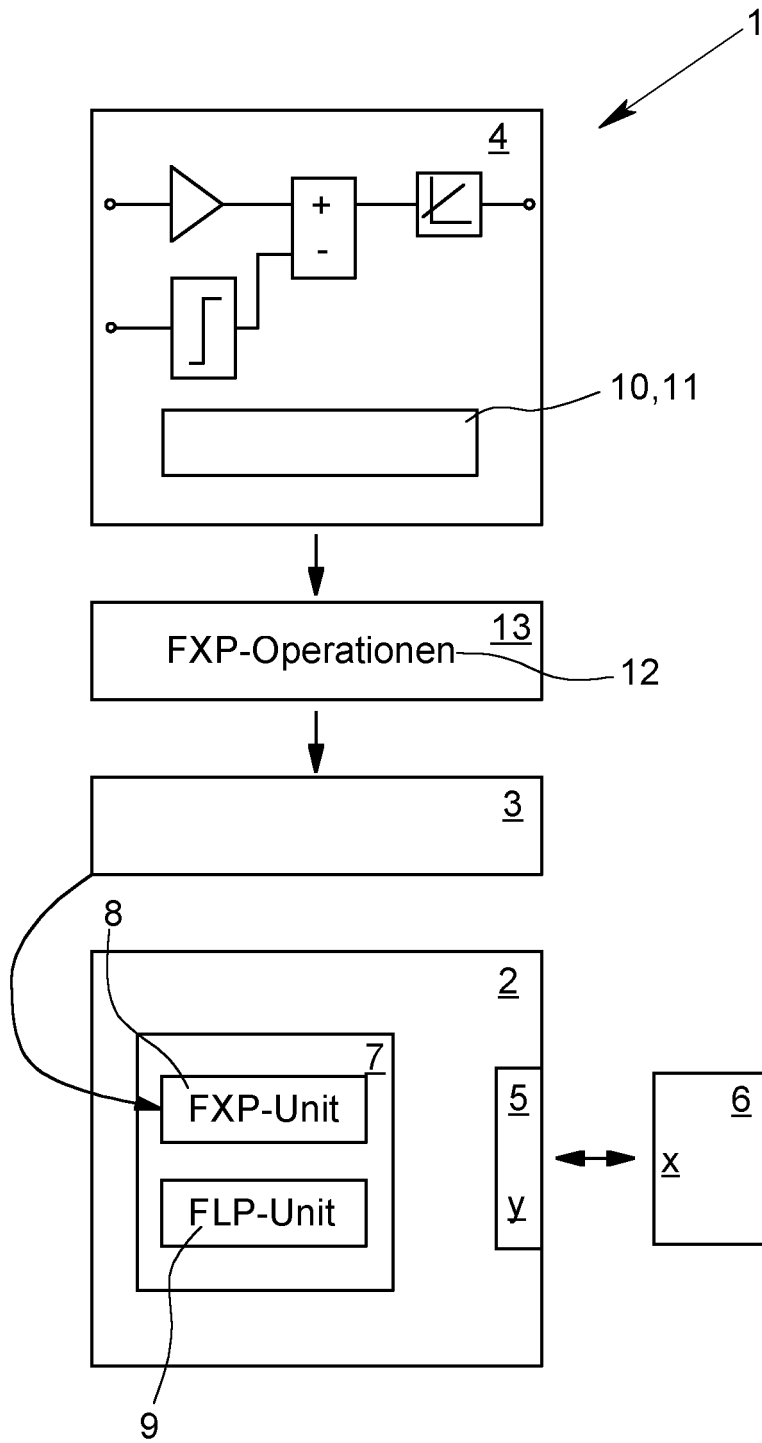 1
4
+
-
10,11
13
FXP-Operationen
12
3
8
2
7
FXP-Unit
5
6
x
FLP-Unit
y
9